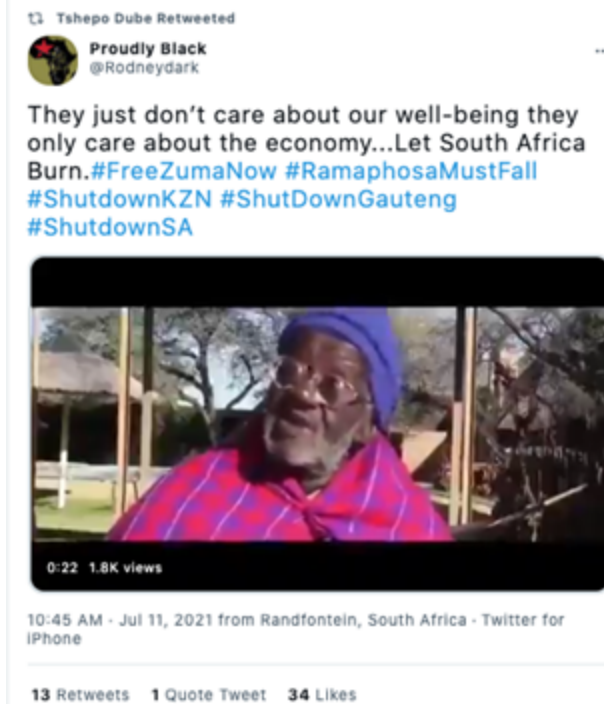 Tshepo Dube Retweeted
Proudly Black
@Rodneydark
They just don't care about our well-being they
only care about the economy...Let South Africa
Burn.#FreeZumaNow #RamaphosaMustFall
#ShutdownKZN #ShutDownGauteng
#ShutdownSA
0:22 1.8K views
10:45 AM · Jul 11, 2021 from Randfontein, South Africa · Twitter for
iPhone
13 Retweets 1 Quote Tweet 34 Likes